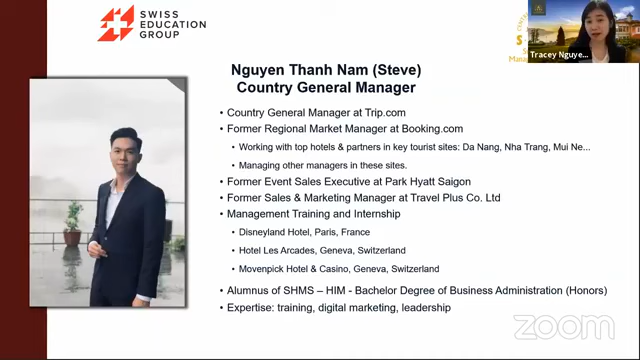 SWISS
EDUCATION
GROUP
Tracey Nguye...
Nguyen Thanh Nam (Steve)
Country General Manager
• Country General Manager at Trip.com
• Former Regional Market Manager at Booking.com
• Working with top hotels & partners in key tourist sites: Da Nang, Nha Trang, Mui Ne...
• Managing other managers in these sites.
• Former Event Sales Executive at Park Hyatt Saigon
• Former Sales & Marketing Manager at Travel Plus Co. Ltd
• Management Training and Internship
• Disneyland Hotel, Paris, France
• Hotel Les Arcades, Geneva, Switzerland
• Movenpick Hotel & Casino, Geneva, Switzerland
• Alumnus of SHMS – HIM - Bachelor Degree of Business Administration (Honors)
• Expertise: training, digital marketing, leadership
zoom